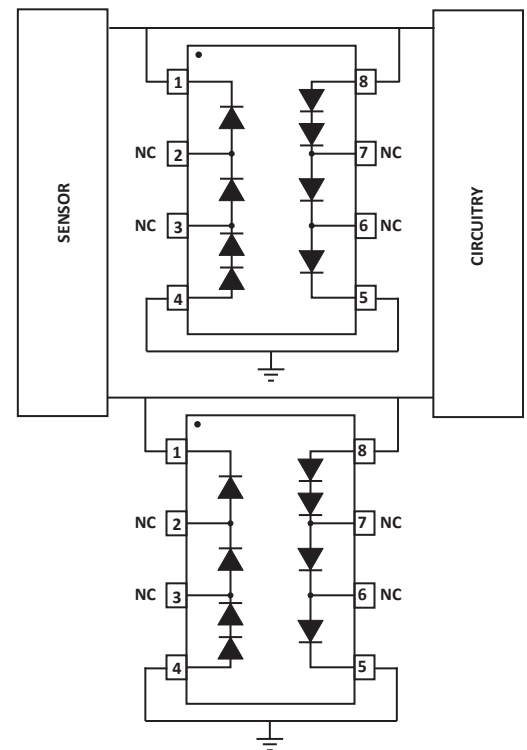 SENSOR
CIRCUITRY
1 8
NC 2 7 NC
NC 3 6 NC
4 5
1 8
NC 2 7 NC
NC 3 6 NC
4 5